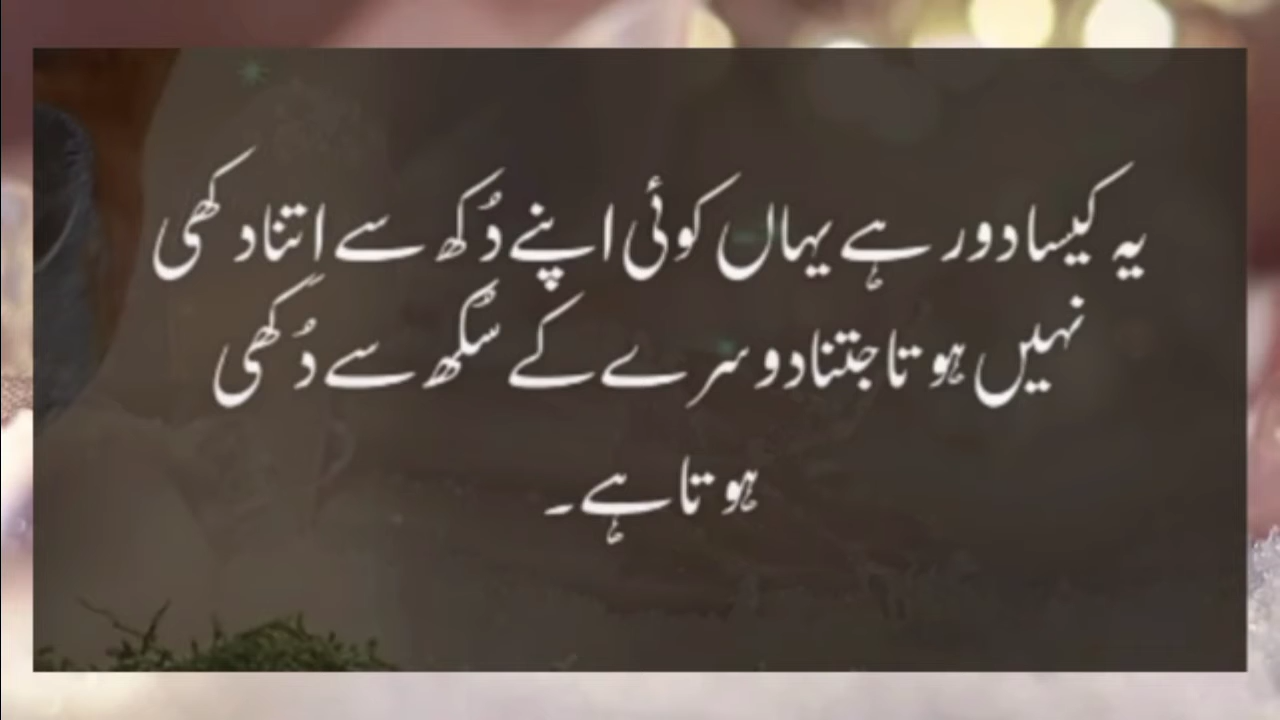 یہ کیسا دور ہے یہاں کوئی اپنے دُکھ سے اتنا دکھی
نہیں ہوتا جتنا دوسرے کے سُکھ سے دُکھی
ہوتا ہے۔